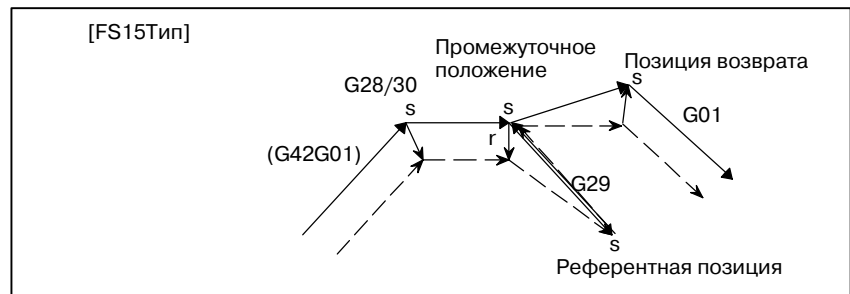 [FS15Тип]
Промежуточное
положение
Позиция возврата
G28/30
s
s
s
G01
r
(G42G01)
G29
s
Референтная позиция